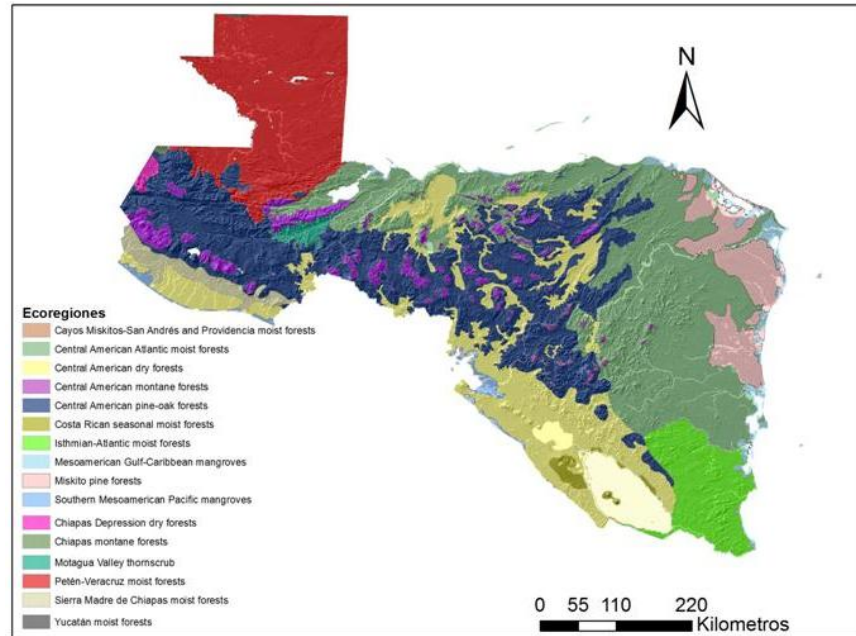 N
Ecoregiones
Cayos Miskitos-San Andrés and Providencia moist forests
Central American Atlantic moist forests
Central American dry forests
Central American montane forests
Central American pine-oak forests
Costa Rican seasonal moist forests
Isthmian-Atlantic moist forests
Mesoamerican Gulf-Caribbean mangroves
Miskito pine forests
Southern Mesoamerican Pacific mangroves
Chiapas Depression dry forests
Chiapas montane forests
Motagua Valley thornscrub
Petén-Veracruz moist forests
Sierra Madre de Chiapas moist forests
Yucatán moist forests
0 55 110 220
Kilometros